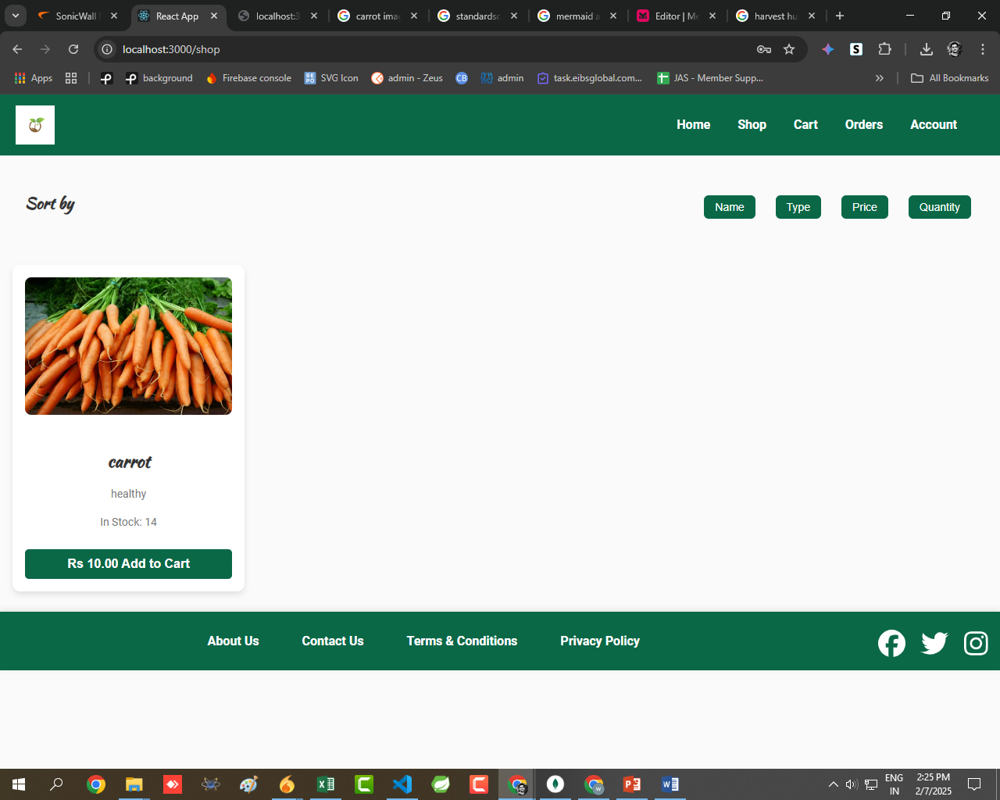 SonicWall
React App
localhost:3
carrot ima
standardso
mermaid a
Editor | Me
harvest hu
localhost:3000/shop
Apps
background
Firebase console
REPO
SVG Icon
admin - Zeus
CB
admin
task.eibsglobal.com...
JAS - Member Supp...
All Bookmarks
Home
Shop
Cart
Orders
Account
Sort by
Name
Type
Price
Quantity
carrot
healthy
In Stock: 14
Rs 10.00 Add to Cart
About Us
Contact Us
Terms & Conditions
Privacy Policy
ENG
IN
2:25 PM
2/7/2025